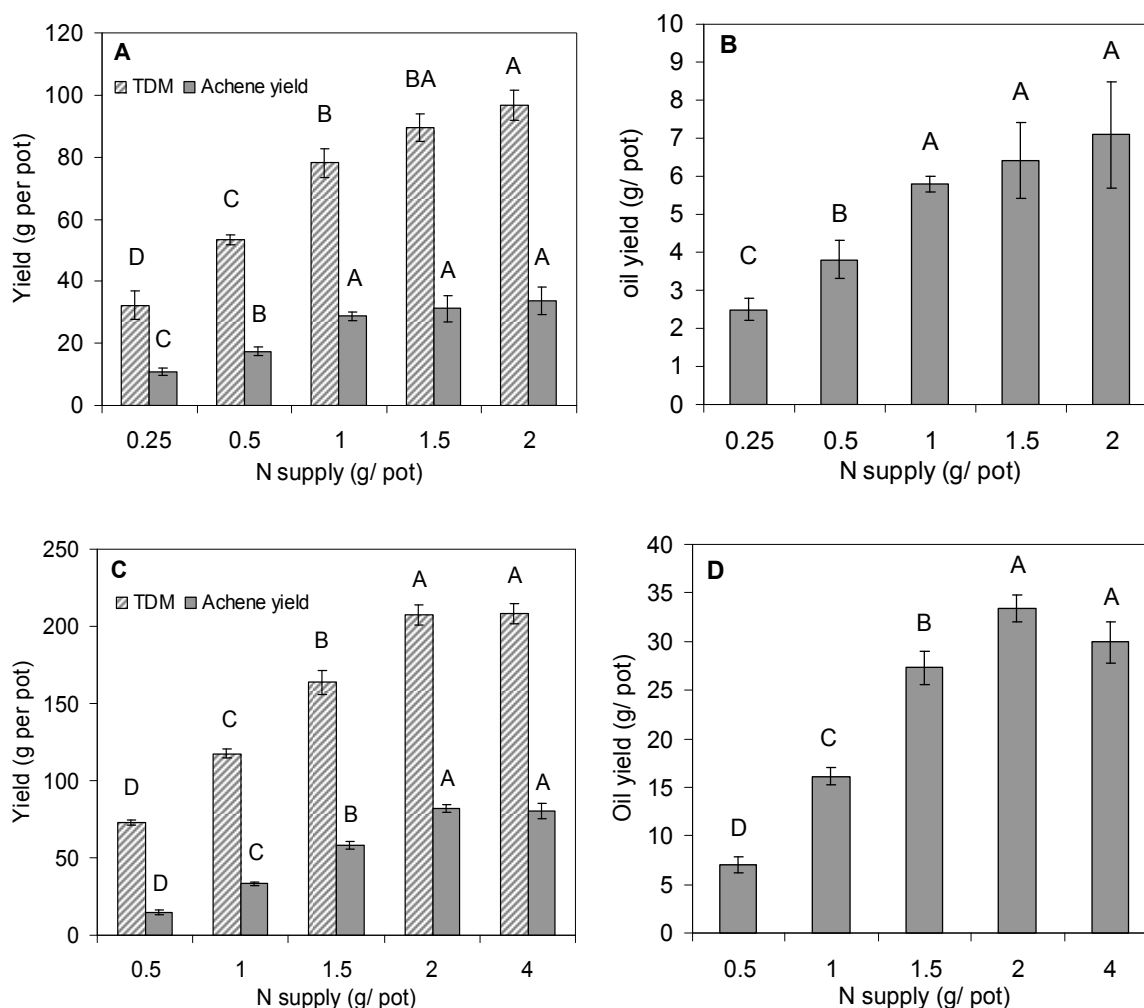 A
TDM Achene yield
Yield (g per pot)
120
100
80
60
40
20
0
D
C
C
B
B
A
BA
A
A
A
0.25 0.5 1 1.5 2
N supply (g/ pot)
B
oil yield (g/ pot)
10
9
8
7
6
5
4
3
2
1
0
C
B
A
A
A
0.25 0.5 1 1.5 2
N supply (g/ pot)
C
TDM Achene yield
Yield (g per pot)
250
200
150
100
50
0
D
D
C
C
B
B
A
A
A
A
0.5 1 1.5 2 4
N supply (g/ pot)
D
Oil yield (g/ pot)
40
35
30
25
20
15
10
5
0
D
C
B
A
A
0.5 1 1.5 2 4
N supply (g/ pot)